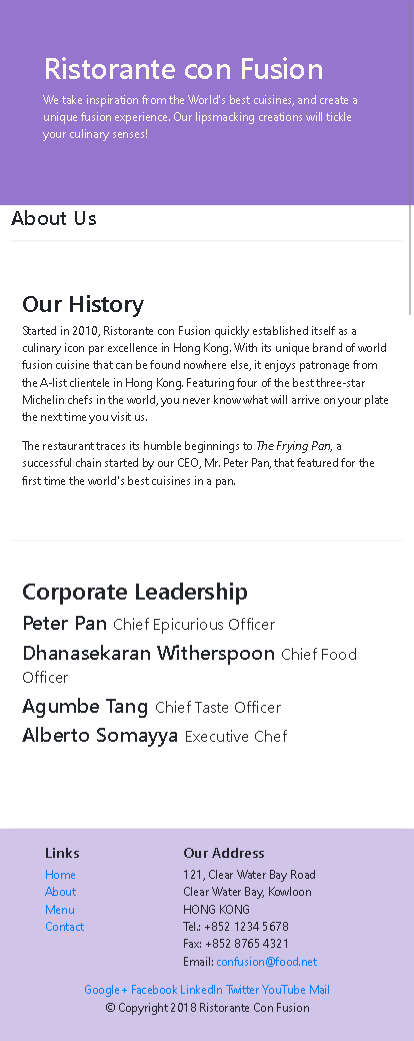 Ristorante con Fusion
We take inspiration from the World's best cuisines, and create a
unique fusion experience. Our lipsmacking creations will tickle
your culinary senses!
About Us
Our History
Started in 2010, Ristorante con Fusion quickly established itself as a
culinary icon par excellence in Hong Kong. With its unique brand of world
fusion cuisine that can be found nowhere else, it enjoys patronage from
the A-list clientele in Hong Kong. Featuring four of the best three-star
Michelin chefs in the world, you never know what will arrive on your plate
the next time you visit us.
The restaurant traces its humble beginnings to The Frying Pan, a
successful chain started by our CEO, Mr. Peter Pan, that featured for the
first time the world's best cuisines in a pan.
Corporate Leadership
Peter Pan Chief Epicurious Officer
Dhanasekaran Witherspoon Chief Food
Officer
Agumbe Tang Chief Taste Officer
Alberto Somayya Executive Chef
Links
Home
About
Menu
Contact
Our Address
121, Clear Water Bay Road
Clear Water Bay, Kowloon
HONG KONG
Tel.: +852 1234 5678
Fax: +852 8765 4321
Email: confusion@food.net
Google+ Facebook LinkedIn Twitter YouTube Mail
© Copyright 2018 Ristorante Con Fusion